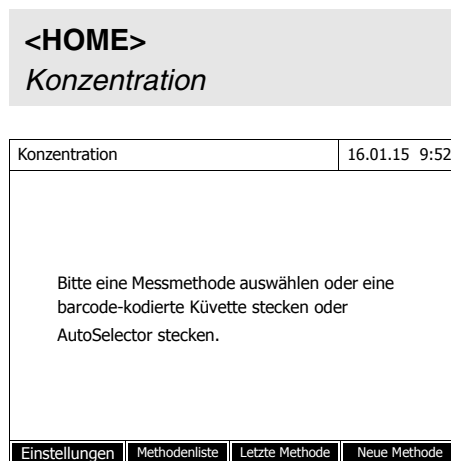 <HOME>
Konzentration
Konzentration 16.01.15 9:52
Bitte eine Messmethode auswählen oder eine
barcode-kodierte Küvette stecken oder
AutoSelector stecken.
Einstellungen Methodenliste Letzte Methode Neue Methode